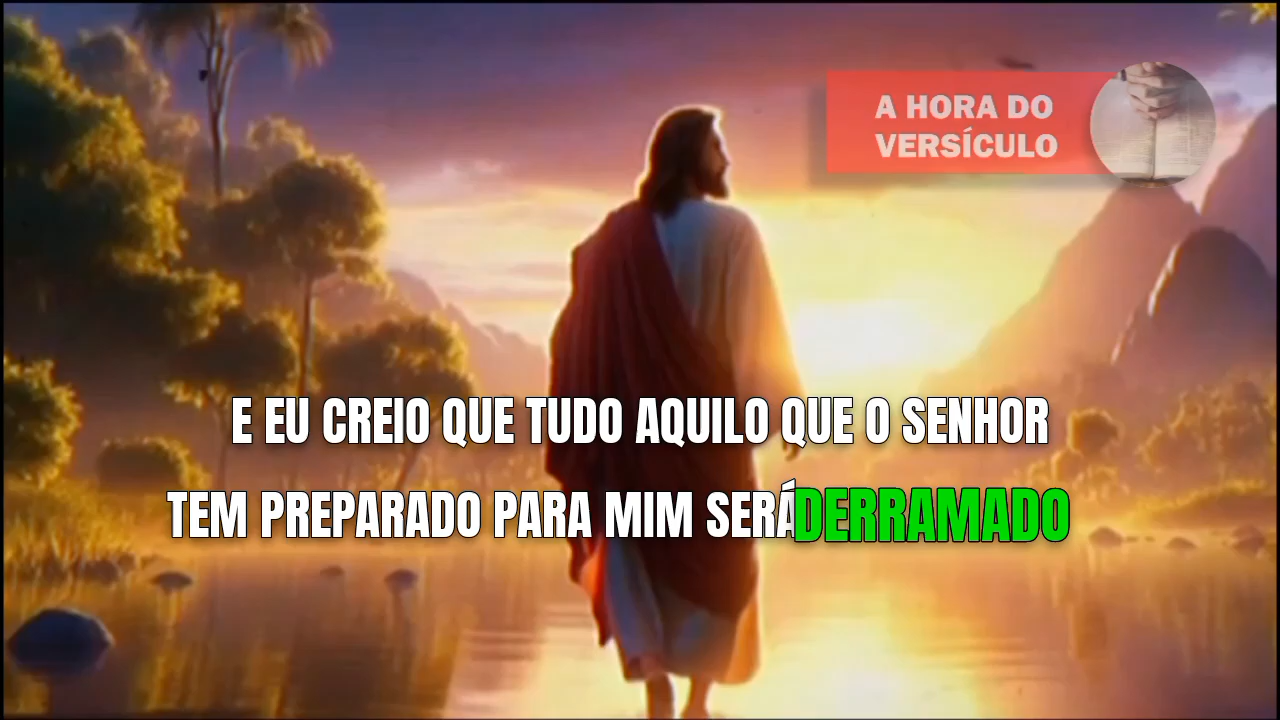 A HORA DO
VERSÍCULO
E EU CREIO QUE TUDO AQUILO QUE O SENHOR
TEM PREPARADO PARA MIM SERÁ DERRAMADO